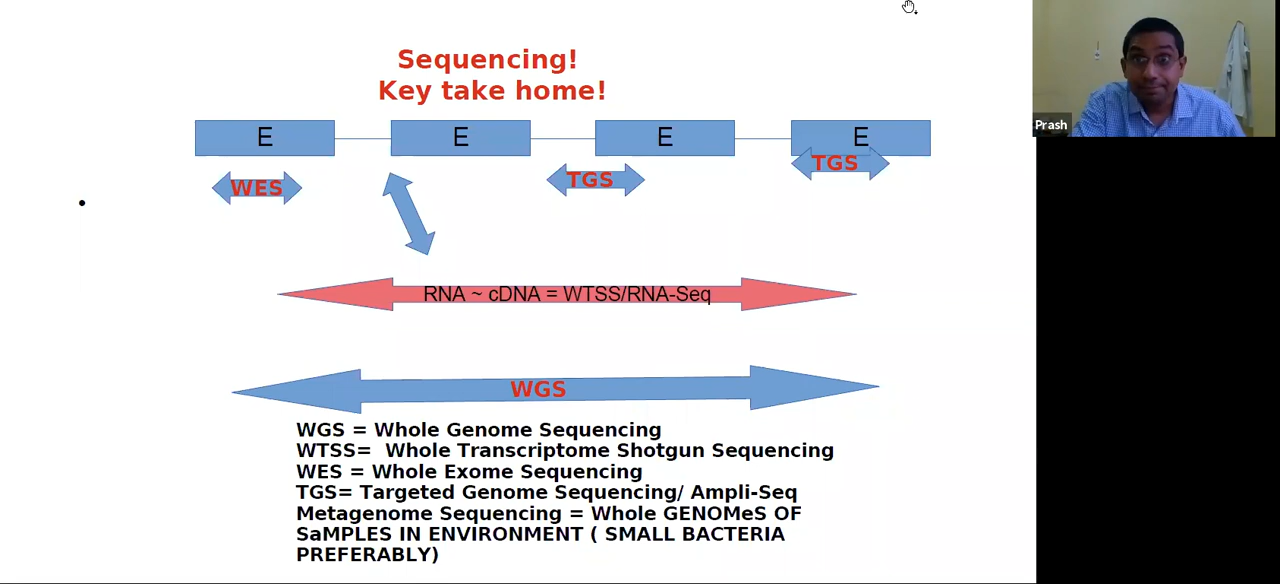 Sequencing!
Key take home!
E E E E
WES TGS TGS
RNA ~ cDNA = WTSS/RNA-Seq
WGS
WGS = Whole Genome Sequencing
WTSS=  Whole Transcriptome Shotgun Sequencing
WES = Whole Exome Sequencing
TGS= Targeted Genome Sequencing/ Ampli-Seq
Metagenome Sequencing = Whole GENOMeS OF
SaMPLES IN ENVIRONMENT ( SMALL BACTERIA
PREFERABLY)
Prash